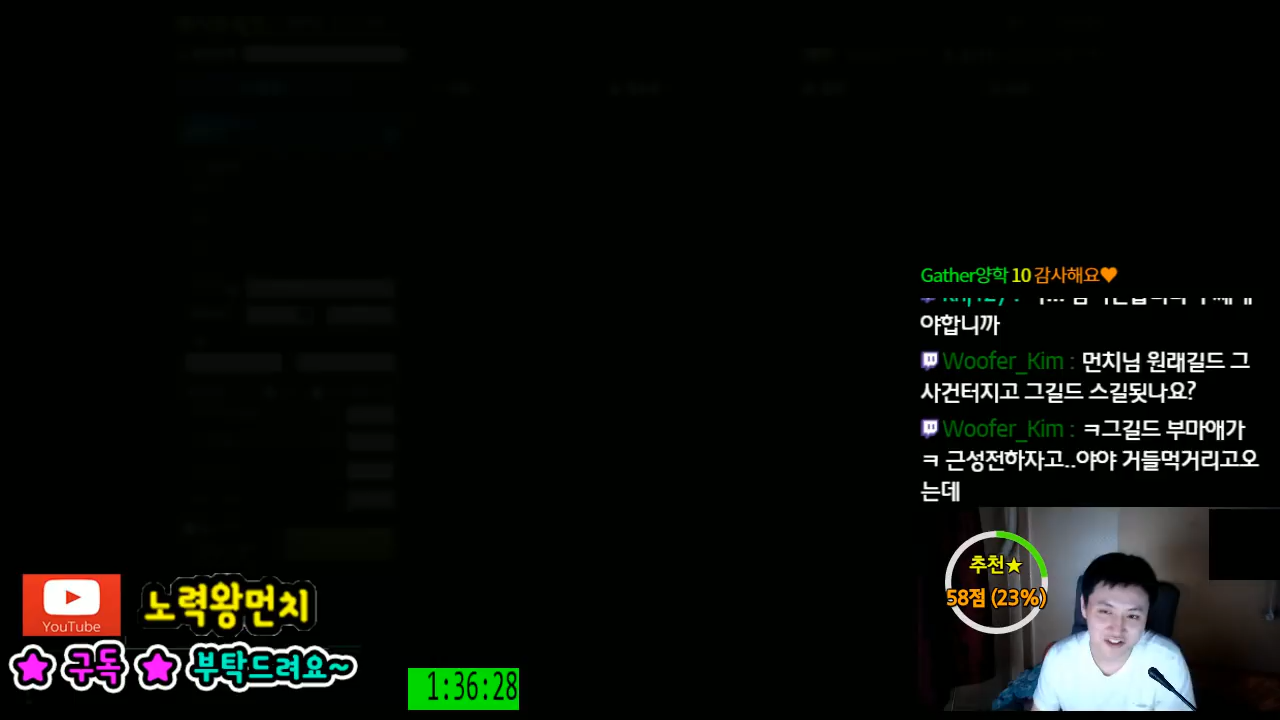 Gather양학 10 감사해요♥
야합니까
Woofer_Kim : 먼치님 원래길드 그
사건터지고 그길드 스길됫나요?
Woofer_Kim : ㅋ그길드 부마애가
ㅋ 근성전하자고..야야 거들먹거리고오
는데
추천★
58점 (23%)
YouTube
노력왕먼치
★ 구독 ★ 부탁드려요~
1:36:28